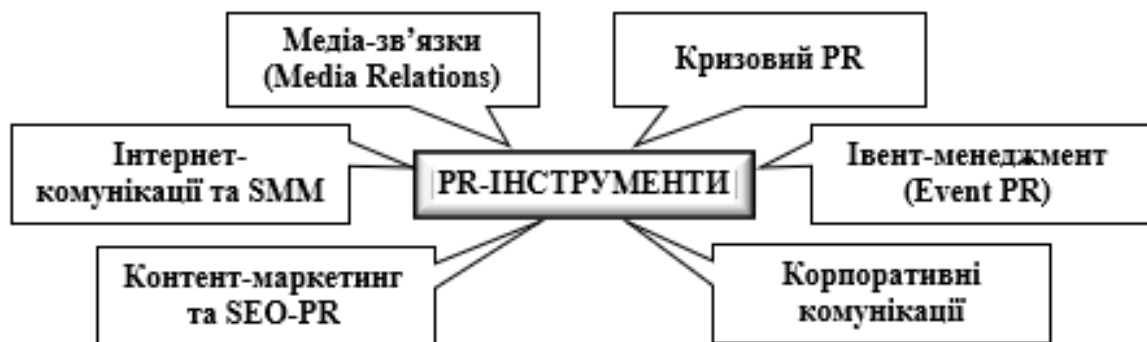 Медіа-зв’язки
(Media Relations)
Кризовий PR
Інтернет-
комунікації та SMM
PR-ІНСТРУМЕНТИ
Івент-менеджмент
(Event PR)
Контент-маркетинг
та SEO-PR
Корпоративні
комунікації